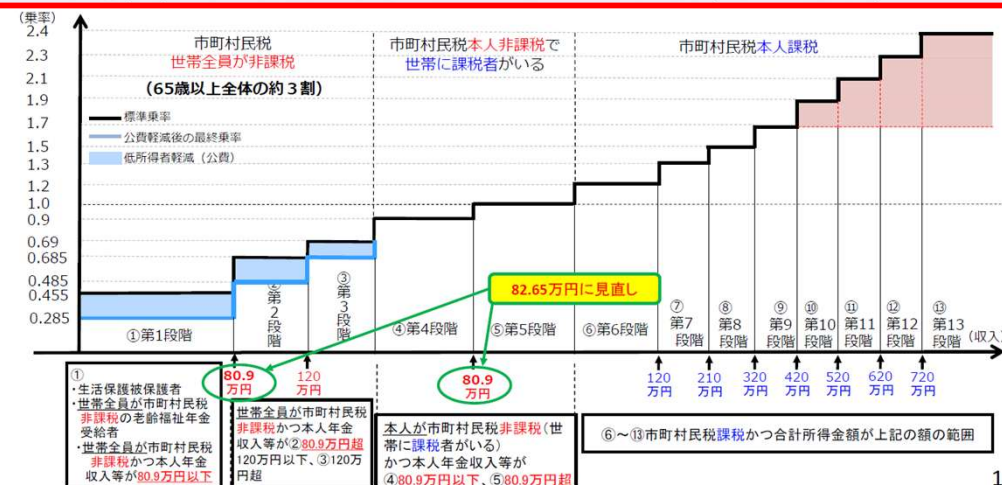 (乗率)
2.4
2.3
2.1
1.9
1.7
1.5
1.3
1.2
1.0
0.9
0.69
0.685
0.485
0.455
0.285
市町村民税
世帯全員が非課税
(65歳以上全体の約3割)
市町村民税本人非課税で
世帯に課税者がいる
市町村民税本人課税
標準乗率
公費軽減後の最終乗率
低所得者軽減(公費)
82.65万円に見直し
①第1段階
②第2段階
③第3段階
④第4段階
⑤第5段階
⑥第6段階
⑦第7段階
⑧第8段階
⑨第9段階
⑩第10段階
⑪第11段階
⑫第12段階
⑬第13段階
(収入)
80.9万円
120万円
80.9万円
120万円
210万円
320万円
420万円
520万円
620万円
720万円
①
・生活保護被保護者
・世帯全員が市町村民税
非課税の老齢福祉年金
受給者
・世帯全員が市町村民税
非課税かつ本人年金
収入等が80.9万円以下
世帯全員が市町村民税
非課税かつ本人年金
収入等が②80.9万円超
120万円以下、③120万
円超
本人が市町村民税非課税(世
帯に課税者がいる)
かつ本人年金収入等が
④80.9万円以下、⑤80.9万円超
⑥～⑬市町村民税課税かつ合計所得金額が上記の額の範囲
1